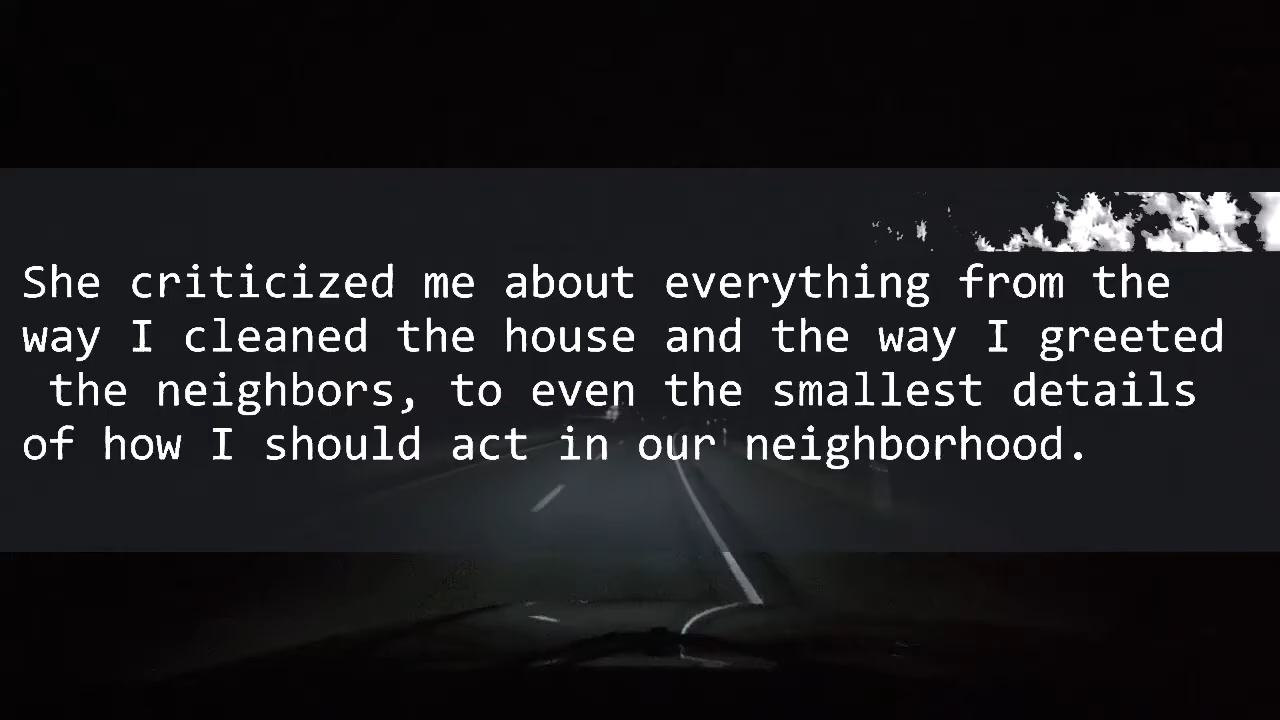 She criticized me about everything from the
way I cleaned the house and the way I greeted
the neighbors, to even the smallest details
of how I should act in our neighborhood.